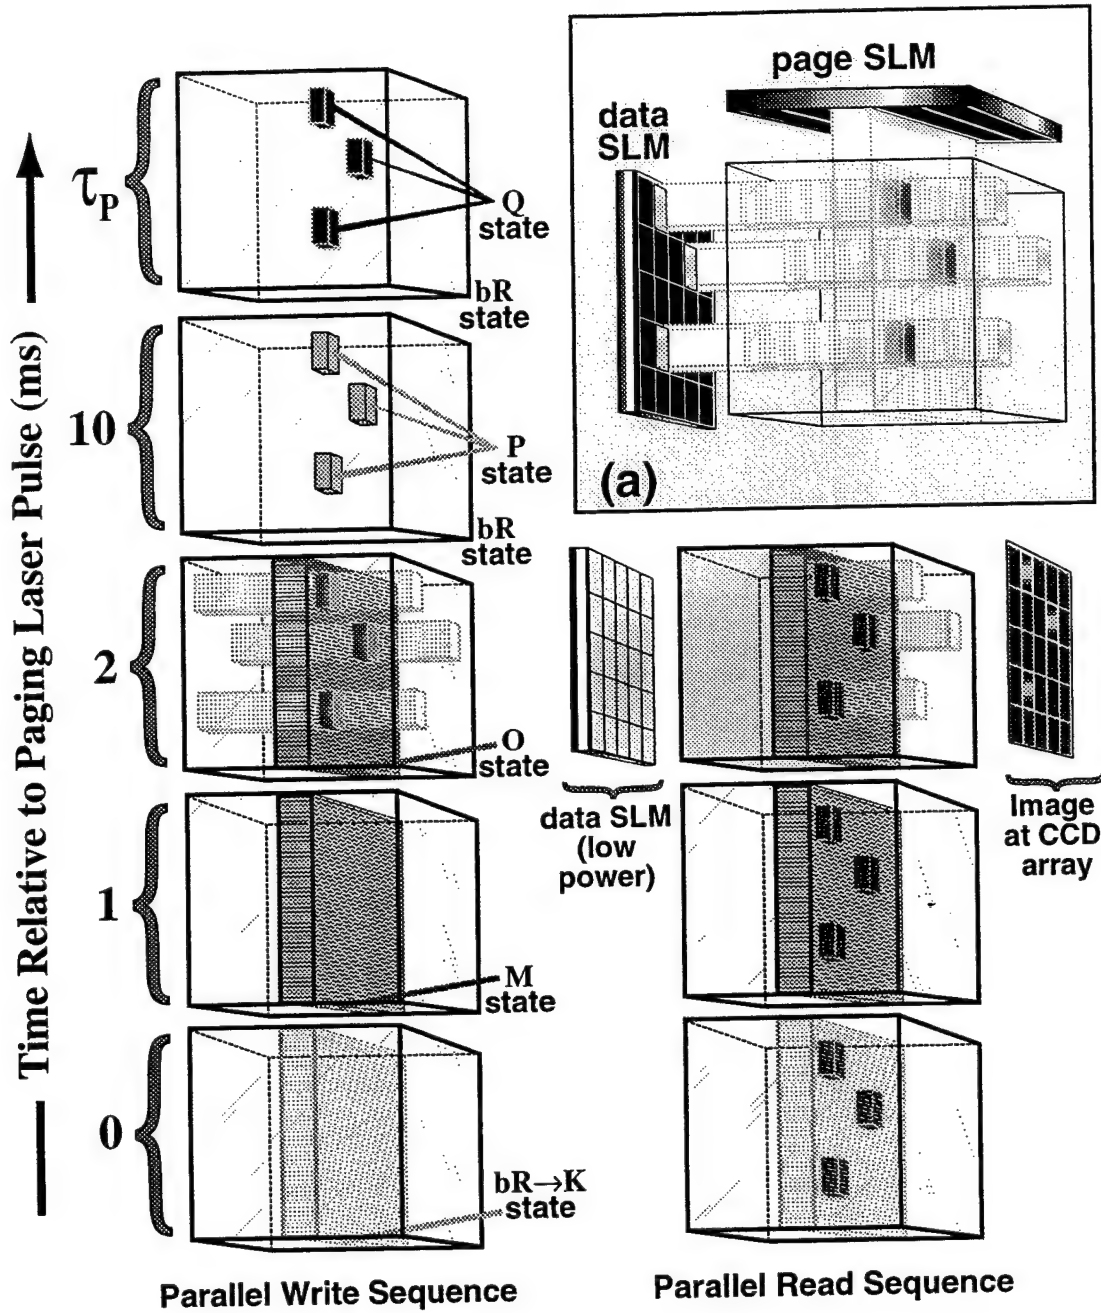 page SLM
data
SLM
(a)
Time Relative to Paging Laser Pulse (ms)
τP
Q
state
bR
state
10
P
state
bR
state
2
O
state
data SLM
(low
power)
Image
at CCD
array
1
M
state
0
bR→K
state
Parallel Write Sequence
Parallel Read Sequence